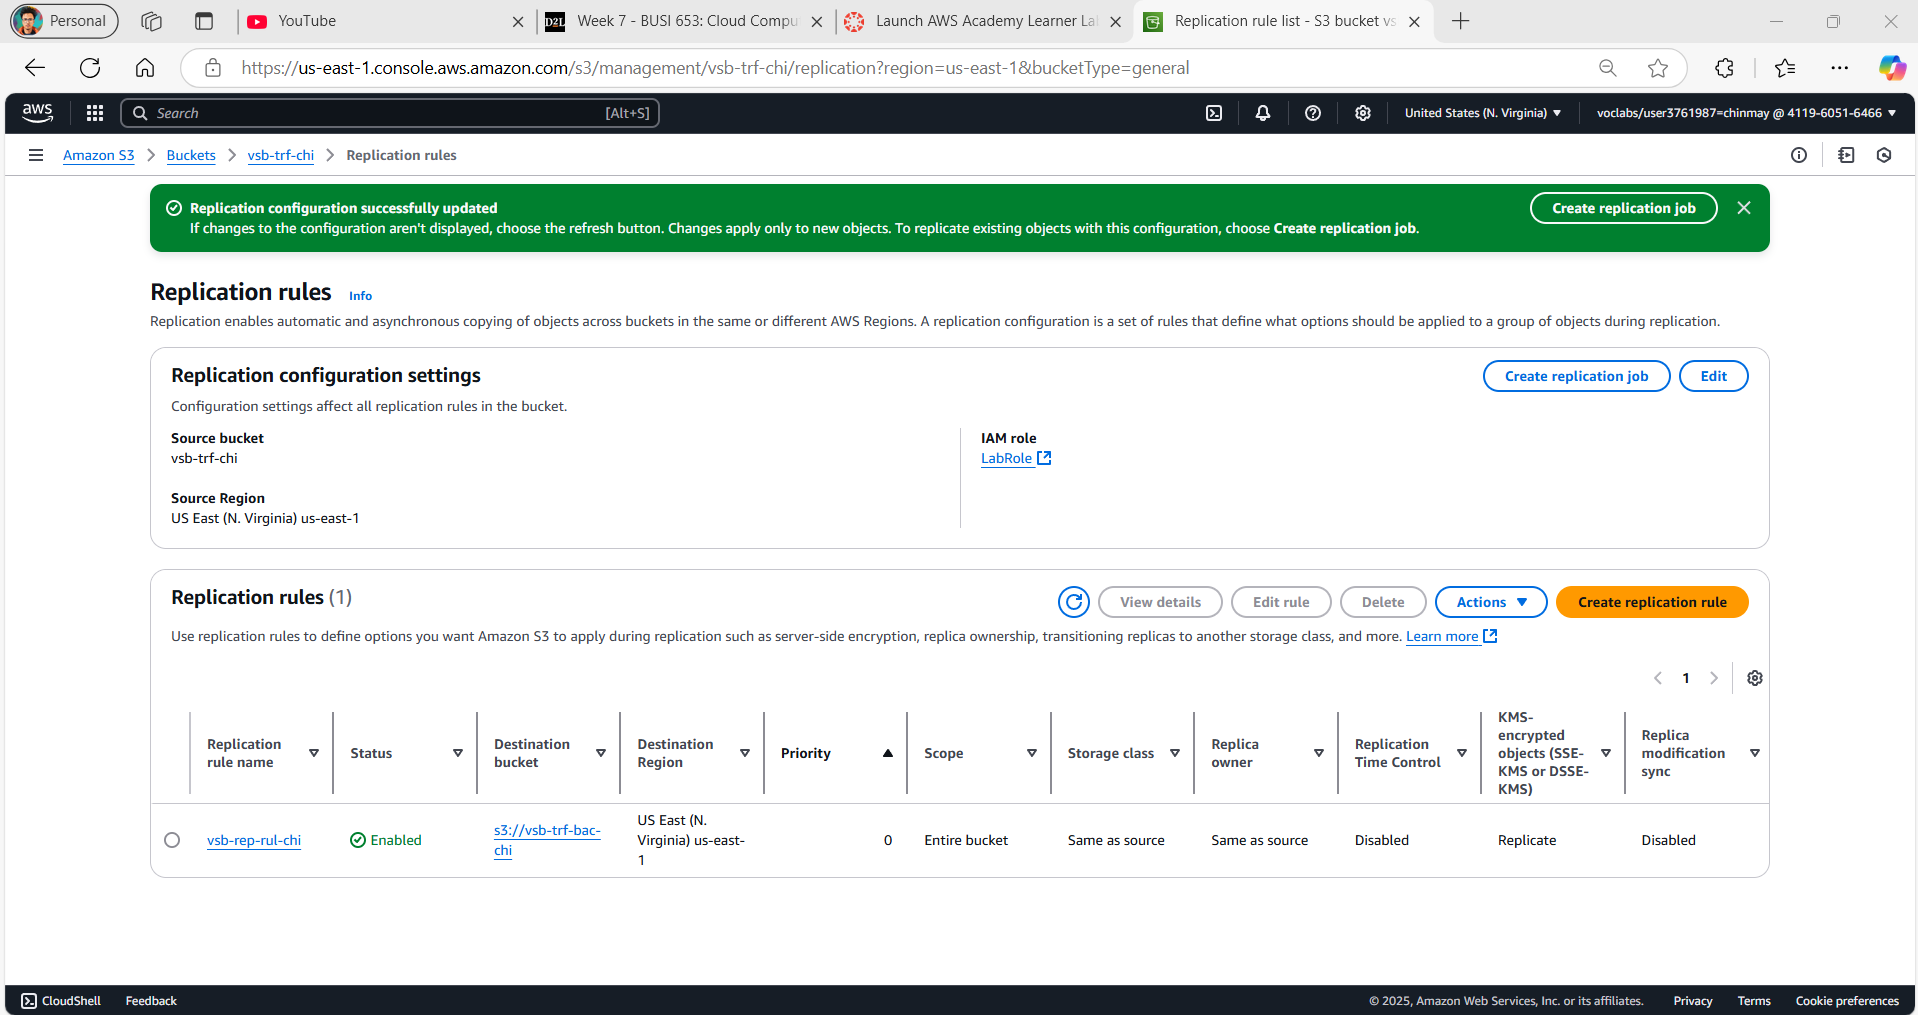 Personal
YouTube
Week 7 - BUSI 653: Cloud Compu
Launch AWS Academy Learner La
Replication rule list - S3 bucket vs
https://us-east-1.console.aws.amazon.com/s3/management/vsb-trf-chi/replication?region=us-east-1&bucketType=general
aws
Search
[Alt+S]
United States (N. Virginia)
voclabs/user3761987=chinmay @ 4119-6051-6466
Amazon S3
Buckets
vsb-trf-chi
Replication rules
Replication configuration successfully updated
If changes to the configuration aren't displayed, choose the refresh button. Changes apply only to new objects. To replicate existing objects with this configuration, choose Create replication job.
Create replication job
Replication rules
Info
Replication enables automatic and asynchronous copying of objects across buckets in the same or different AWS Regions. A replication configuration is a set of rules that define what options should be applied to a group of objects during replication.
Replication configuration settings
Create replication job
Edit
Configuration settings affect all replication rules in the bucket.
Source bucket
vsb-trf-chi
Source Region
US East (N. Virginia) us-east-1
IAM role
LabRole
Replication rules (1)
View details
Edit rule
Delete
Actions
Create replication rule
Use replication rules to define options you want Amazon S3 to apply during replication such as server-side encryption, replica ownership, transitioning replicas to another storage class, and more. Learn more
1
Replication
rule name
Status
Destination
bucket
Destination
Region
Priority
Scope
Storage class
Replica
owner
Replication
Time Control
KMS-
encrypted
objects (SSE-
KMS or DSSE-
KMS)
Replica
modification
sync
vsb-rep-rul-chi
Enabled
s3://vsb-trf-bac-
chi
US East (N.
Virginia) us-east-
1
0
Entire bucket
Same as source
Same as source
Disabled
Replicate
Disabled
CloudShell
Feedback
© 2025, Amazon Web Services, Inc. or its affiliates.
Privacy
Terms
Cookie preferences
D2L